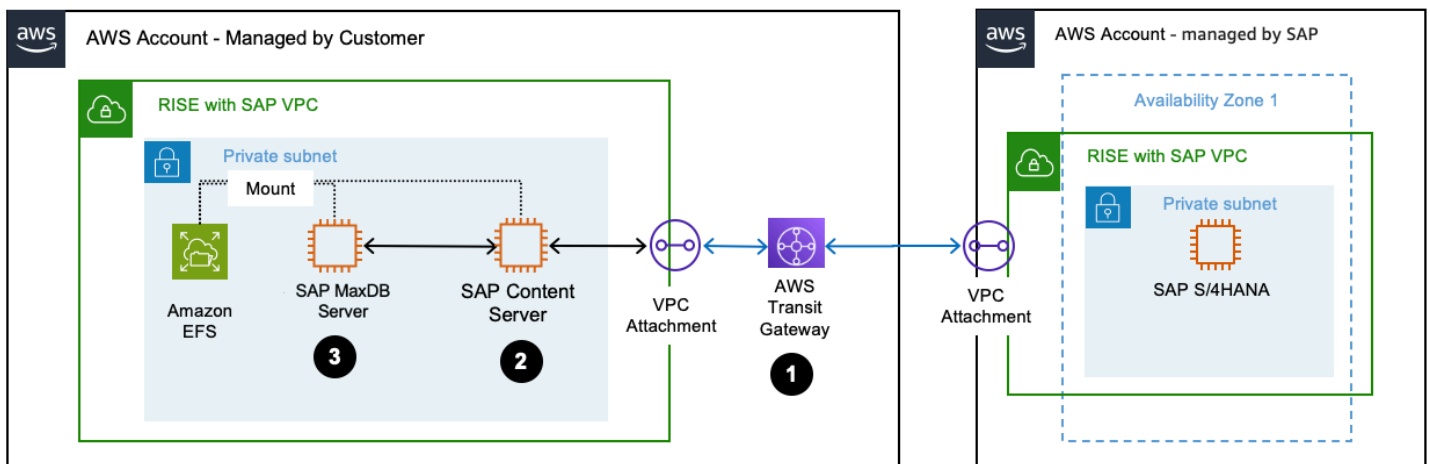 aws
AWS Account - Managed by Customer
RISE with SAP VPC
Private subnet
Mount
Amazon
EFS
SAP MaxDB
Server
3
SAP Content
Server
2
VPC
Attachment
AWS
Transit
Gateway
1
aws
AWS Account - managed by SAP
Availability Zone 1
RISE with SAP VPC
Private subnet
SAP S/4HANA
VPC
Attachment